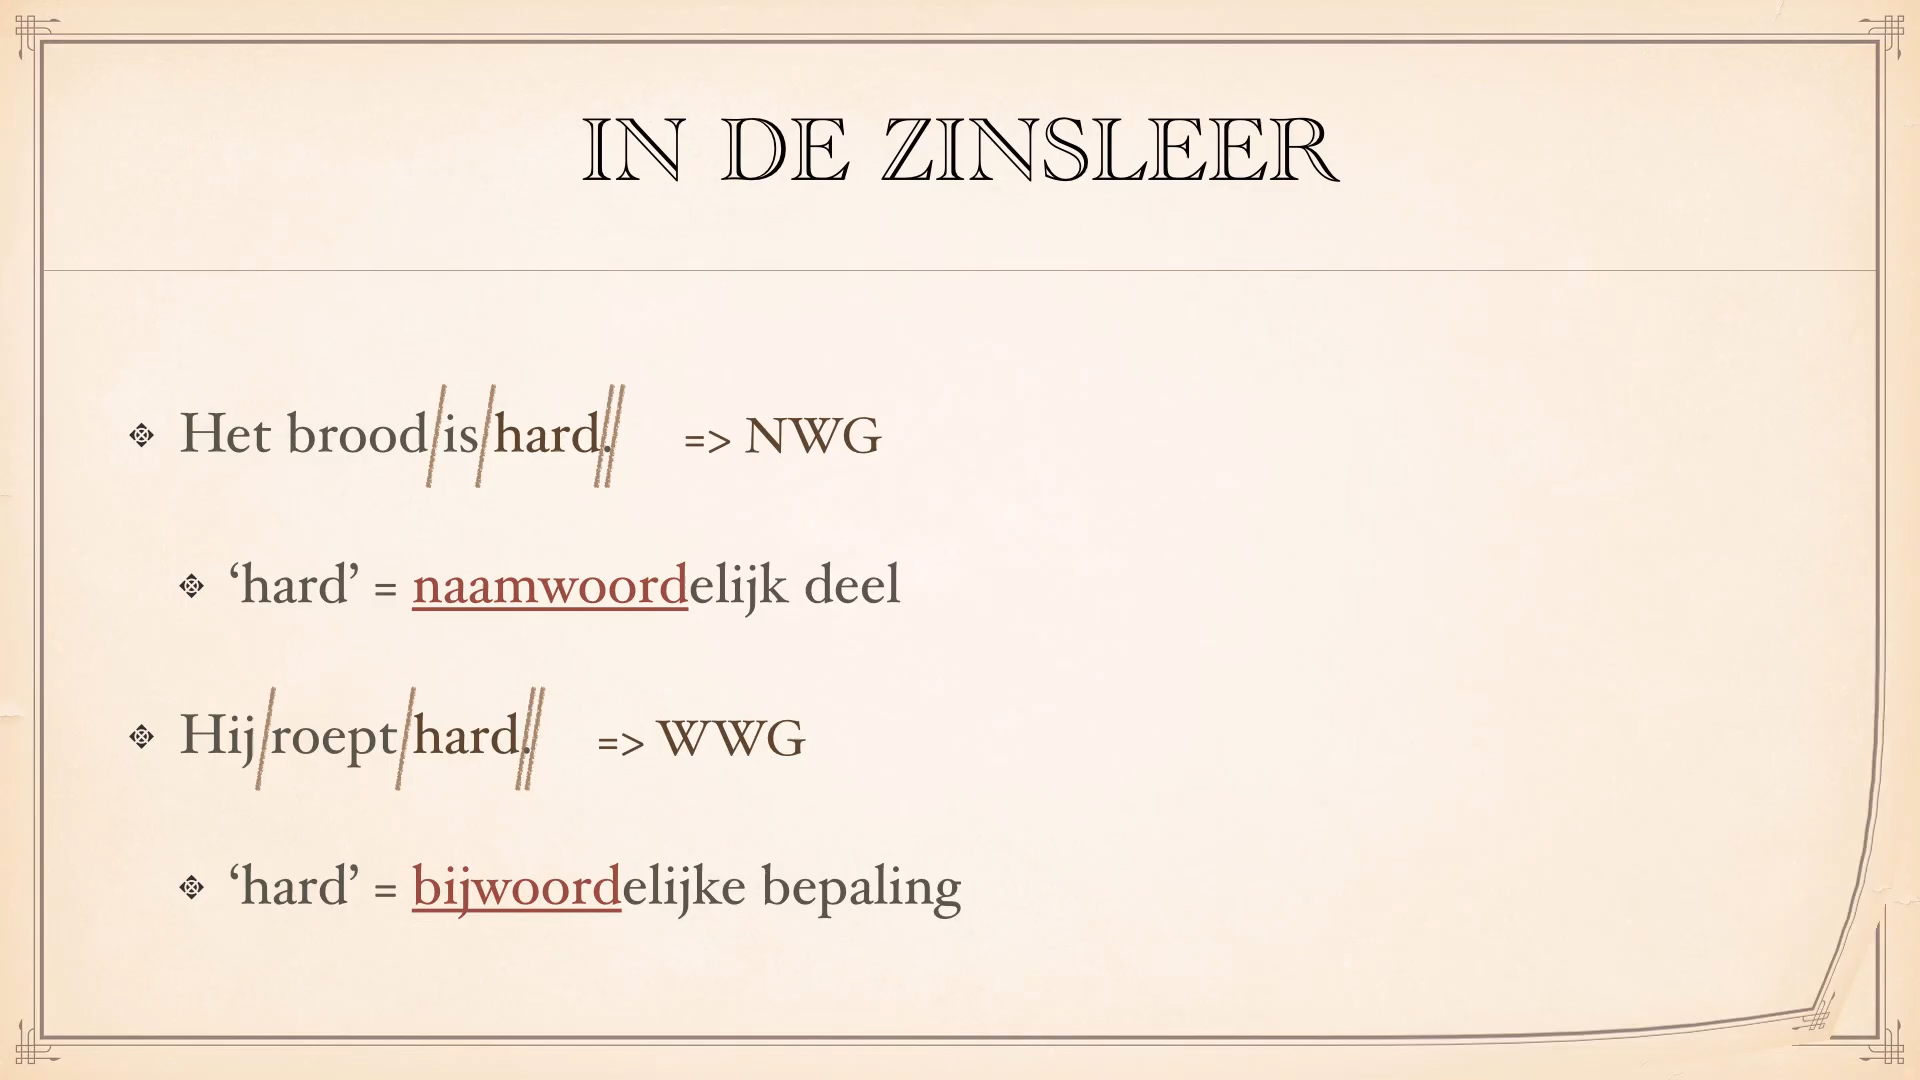 IN DE ZINSLEER
Het brood/is/hard.// => NWG
‘hard’ = naamwoordelijk deel
Hij/roept/hard.// => WWG
‘hard’ = bijwoordelijke bepaling